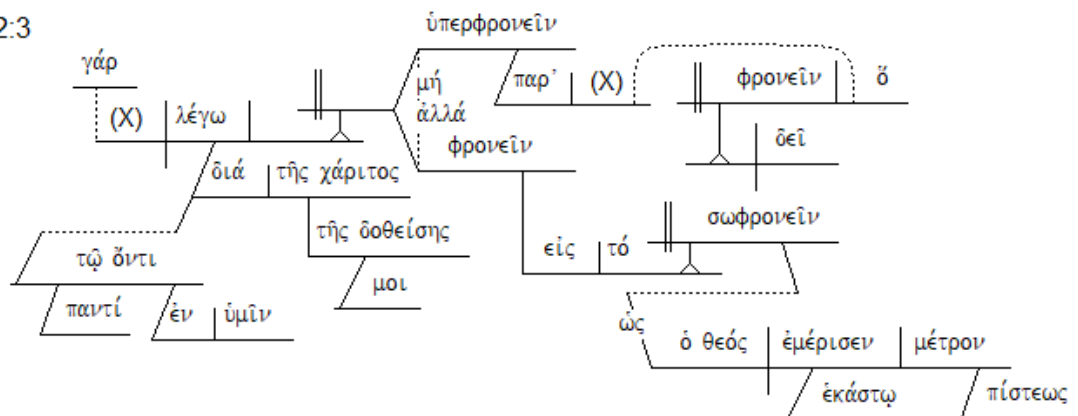 2:3
ὑπερφρονεῖν
γάρ
μή
παρ' (X)
φρονεῖν ὅ
(X) λέγω
ἀλλά
φρονεῖν
δεῖ
διά τῆς χάριτος
σωφρονεῖν
τῆς δοθείσης
εἰς τό
τῷ ὄντι
μοι
παντί
ἐν ὑμῖν
ὡς
ὁ θεός ἐμέρισεν μέτρον
ἑκάστῳ
πίστεως